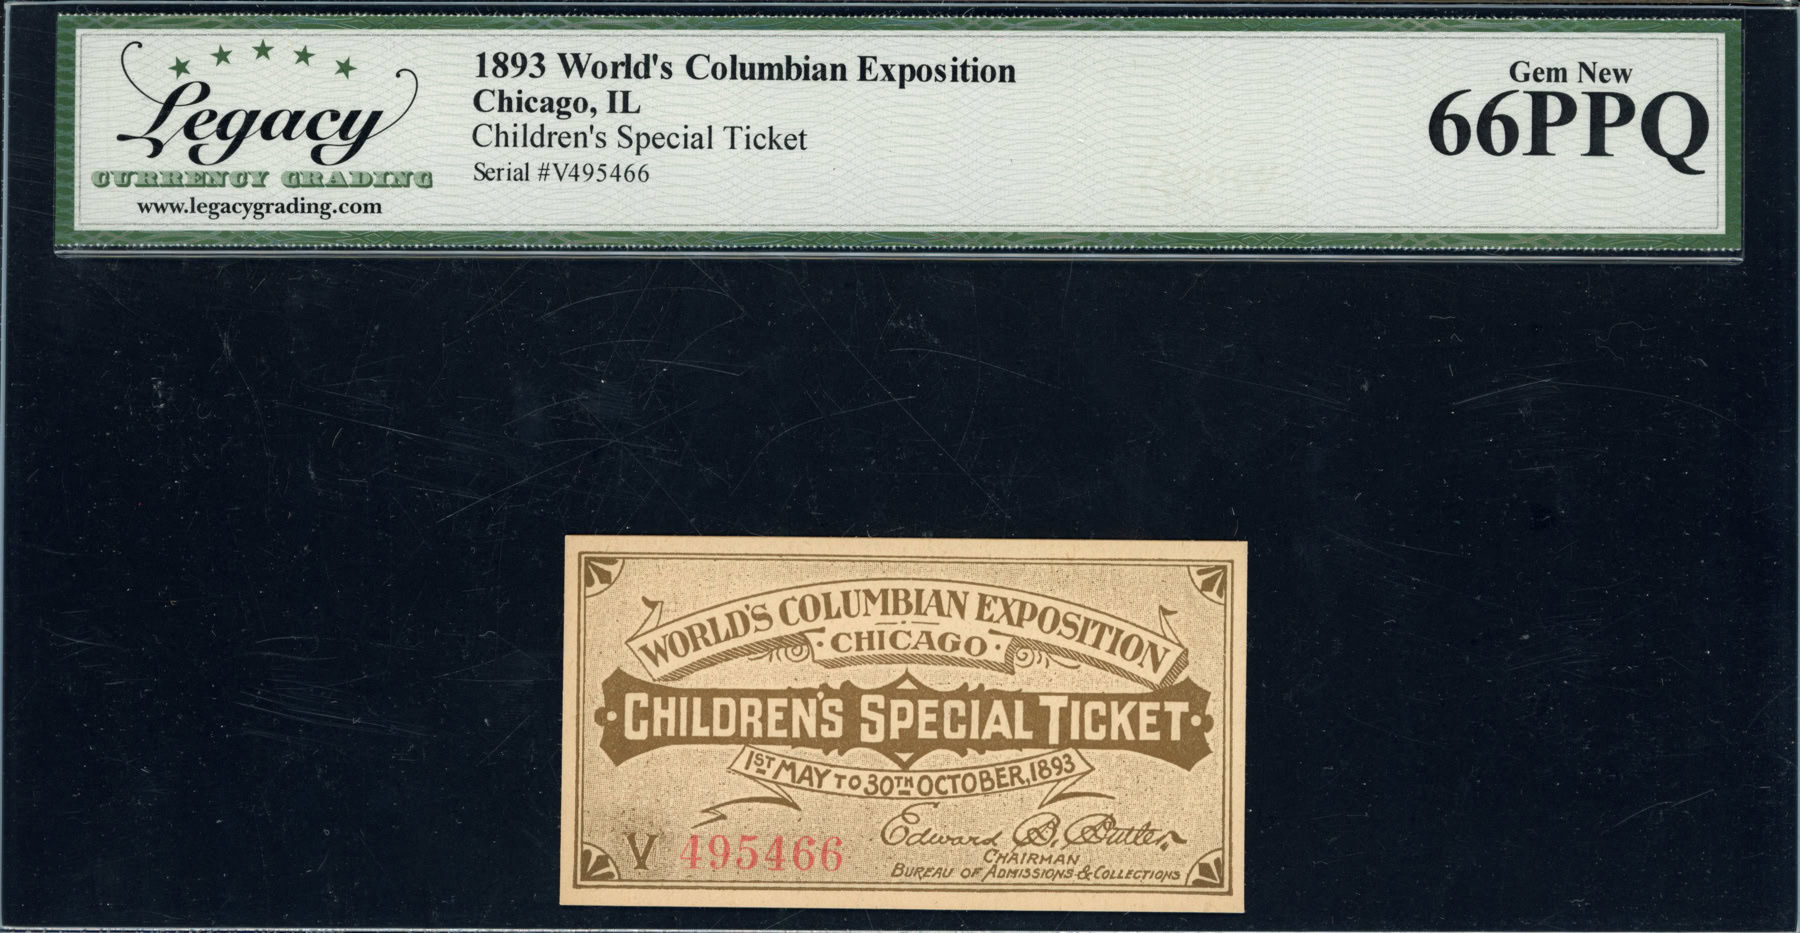 Legacy
CURRENCY GRADING
www.legacygrading.com
1893 World's Columbian Exposition
Chicago, IL
Children's Special Ticket
Serial #V495466
Gem New
66PPQ
WORLD'S COLUMBIAN EXPOSITION
·CHICAGO·
·CHILDREN'S SPECIAL TICKET·
1ST MAY TO 30TH OCTOBER, 1893
V 495466
Edward B. Butler
CHAIRMAN
BUREAU OF ADMISSIONS & COLLECTIONS